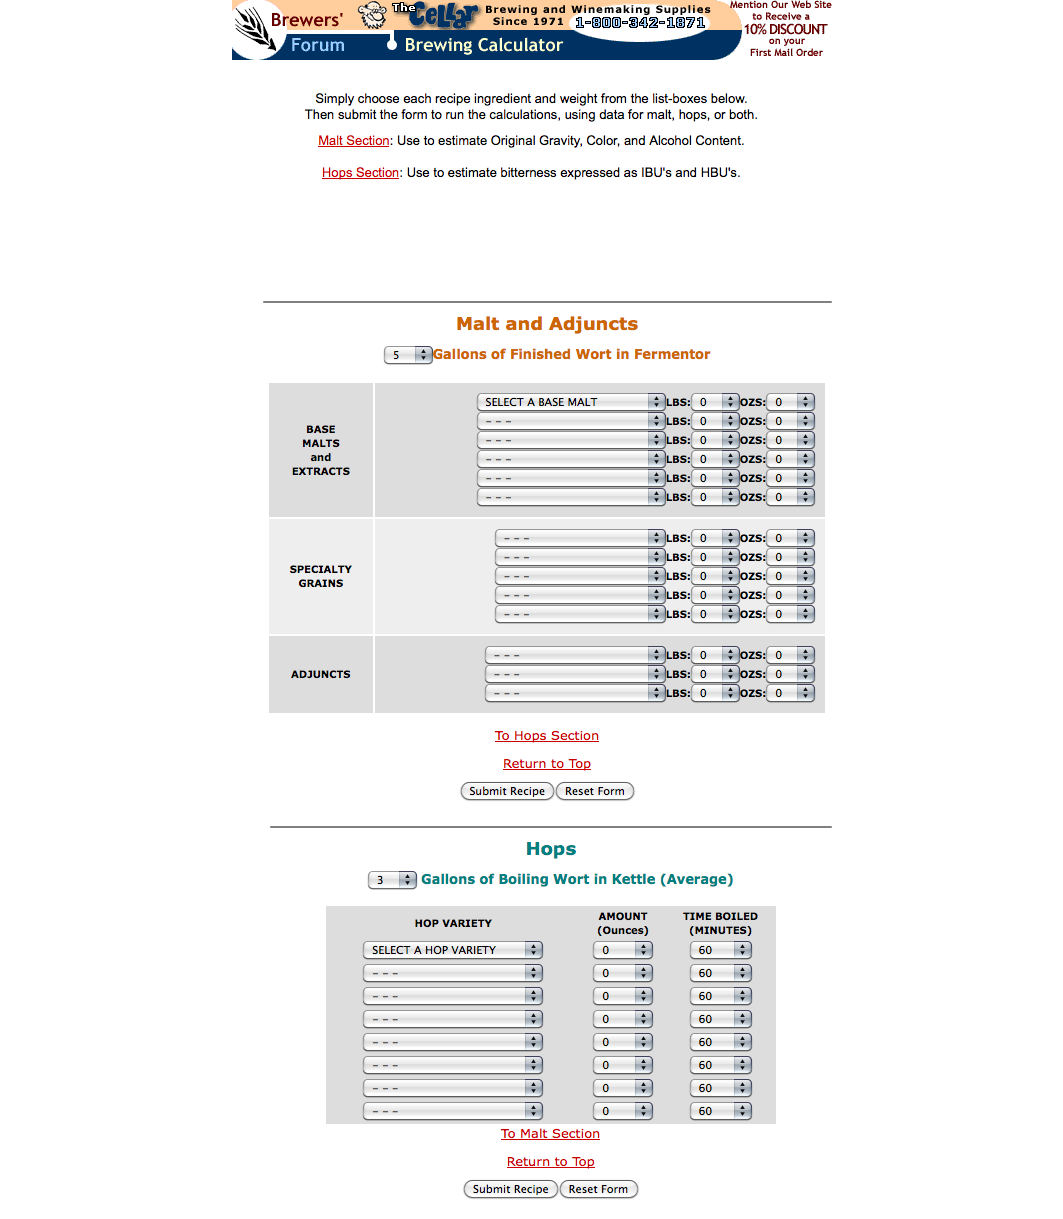 Brewers'
Forum
The Cellar
Brewing and Winemaking Supplies
Since 1971 1-800-342-1871
Brewing Calculator
Mention Our Web Site
to Receive a
10% DISCOUNT
on your
First Mail Order
Simply choose each recipe ingredient and weight from the list-boxes below.
Then submit the form to run the calculations, using data for malt, hops, or both.
Malt Section: Use to estimate Original Gravity, Color, and Alcohol Content.
Hops Section: Use to estimate bitterness expressed as IBU's and HBU's.
Malt and Adjuncts
5 Gallons of Finished Wort in Fermentor
BASE
MALTS
and
EXTRACTS
SELECT A BASE MALT LBS: 0 OZS: 0
- - - LBS: 0 OZS: 0
- - - LBS: 0 OZS: 0
- - - LBS: 0 OZS: 0
- - - LBS: 0 OZS: 0
- - - LBS: 0 OZS: 0
SPECIALTY
GRAINS
- - - LBS: 0 OZS: 0
- - - LBS: 0 OZS: 0
- - - LBS: 0 OZS: 0
- - - LBS: 0 OZS: 0
- - - LBS: 0 OZS: 0
ADJUNCTS
- - - LBS: 0 OZS: 0
- - - LBS: 0 OZS: 0
- - - LBS: 0 OZS: 0
To Hops Section
Return to Top
Submit Recipe Reset Form
Hops
3 Gallons of Boiling Wort in Kettle (Average)
HOP VARIETY
AMOUNT
(Ounces)
TIME BOILED
(MINUTES)
SELECT A HOP VARIETY 0 60
- - - 0 60
- - - 0 60
- - - 0 60
- - - 0 60
- - - 0 60
- - - 0 60
- - - 0 60
To Malt Section
Return to Top
Submit Recipe Reset Form